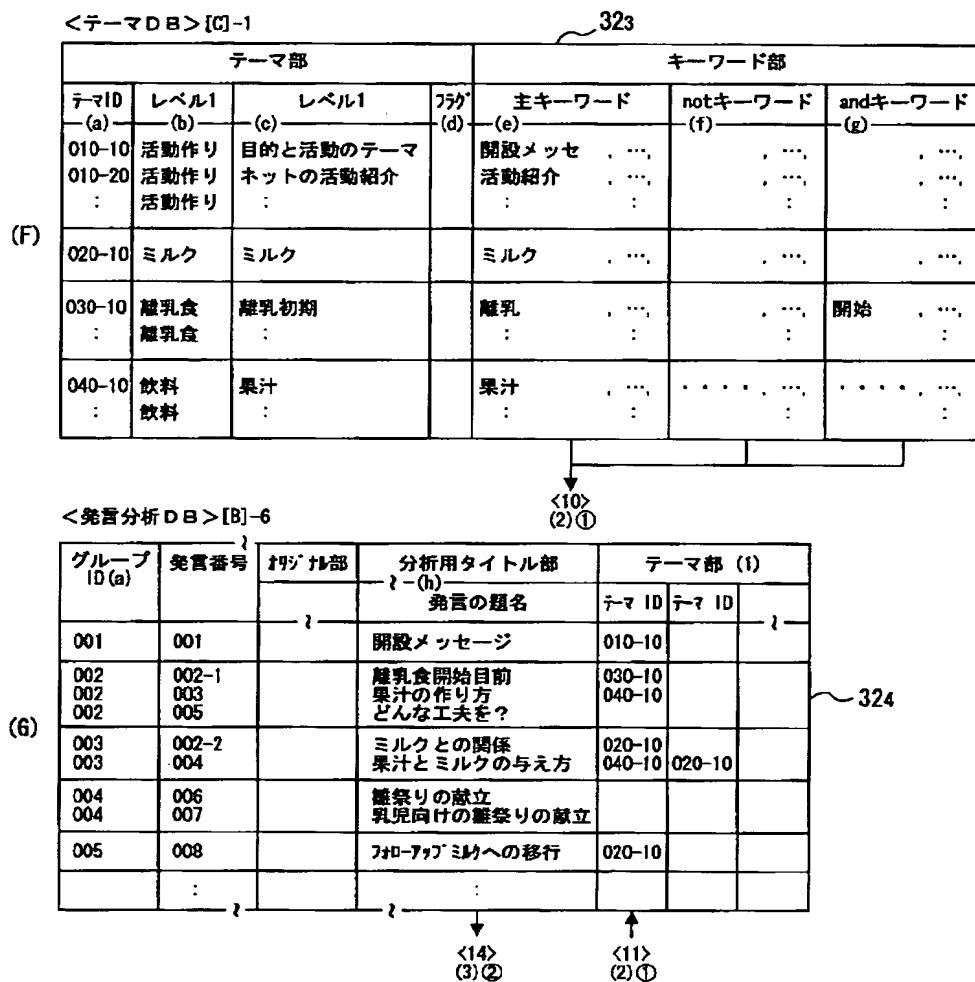 <テーマDB>[C]-1
323
テーマ部 キーワード部
テーマID レベル1 レベル1 フラグ 主キーワード notキーワード andキーワード
(a) (b) (c) (d) (e) (f) (g)
010-10 活動作り 目的と活動のテーマ 開設メッセ , …, , …, , …,
010-20 活動作り ネットの活動紹介 活動紹介 , …, , …, , …,
: 活動作り : : : : :
(F)
020-10 ミルク ミルク ミルク , …, , …, , …,
030-10 離乳食 離乳初期 離乳 , …, , …, 開始 , …,
: 離乳食 : : : : :
040-10 飲料 果汁 果汁 , …, ・・・・, …, ・・・・, …,
: 飲料 : : : : :
<10>
(2)①
<発言分析DB>[B]-6
グループ 発言番号 オリジナル部 分析用タイトル部 テーマ部 (i)
ID(a) (h)
発言の題名 テーマ ID テーマ ID
001 001 開設メッセージ 010-10
002 002-1 離乳食開始目前 030-10
002 003 果汁の作り方 040-10
002 005 どんな工夫を?
324
(G)
003 002-2 ミルクとの関係 020-10
003 004 果汁とミルクの与え方 040-10 020-10
004 006 雛祭りの献立
004 007 乳児向けの雛祭りの献立
005 008 フォローアップミルクへの移行 020-10
: :
<14> <11>
(3)② (2)①